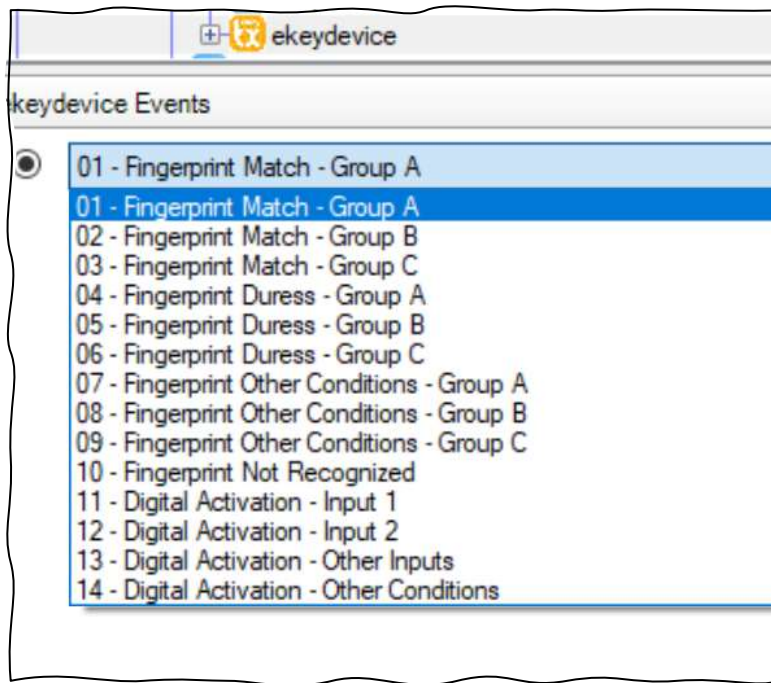 ekeydevice
keydevice Events
01 - Fingerprint Match - Group A
01 - Fingerprint Match - Group A
02 - Fingerprint Match - Group B
03 - Fingerprint Match - Group C
04 - Fingerprint Duress - Group A
05 - Fingerprint Duress - Group B
06 - Fingerprint Duress - Group C
07 - Fingerprint Other Conditions - Group A
08 - Fingerprint Other Conditions - Group B
09 - Fingerprint Other Conditions - Group C
10 - Fingerprint Not Recognized
11 - Digital Activation - Input 1
12 - Digital Activation - Input 2
13 - Digital Activation - Other Inputs
14 - Digital Activation - Other Conditions